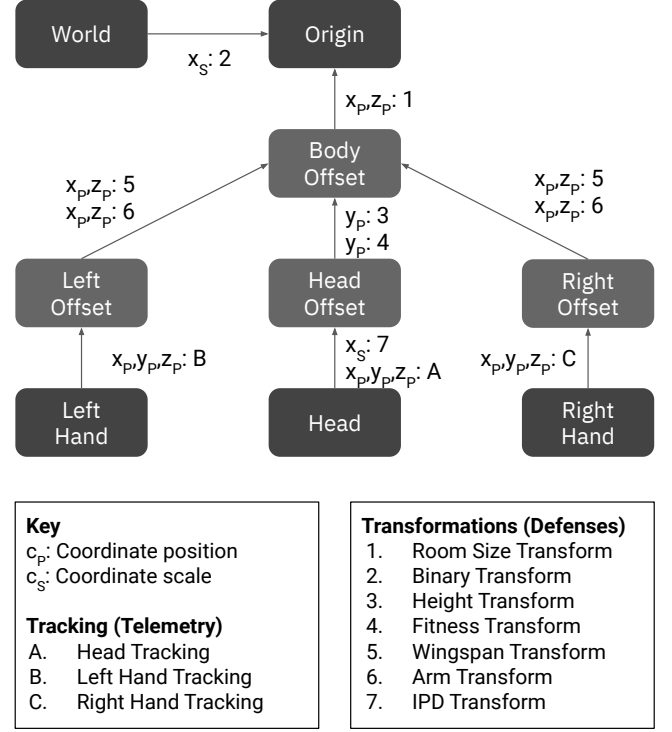 World
Origin
xS: 2
xP,zP: 1
Body
Offset
xP,zP: 5
xP,zP: 6
xP,zP: 5
xP,zP: 6
yP: 3
yP: 4
Left
Offset
Head
Offset
Right
Offset
xP,yP,zP: B
xS: 7
xP,yP,zP: A
xP,yP,zP: C
Left
Hand
Head
Right
Hand
Key
cP: Coordinate position
cS: Coordinate scale
Tracking (Telemetry)
A. Head Tracking
B. Left Hand Tracking
C. Right Hand Tracking
Transformations (Defenses)
1. Room Size Transform
2. Binary Transform
3. Height Transform
4. Fitness Transform
5. Wingspan Transform
6. Arm Transform
7. IPD Transform